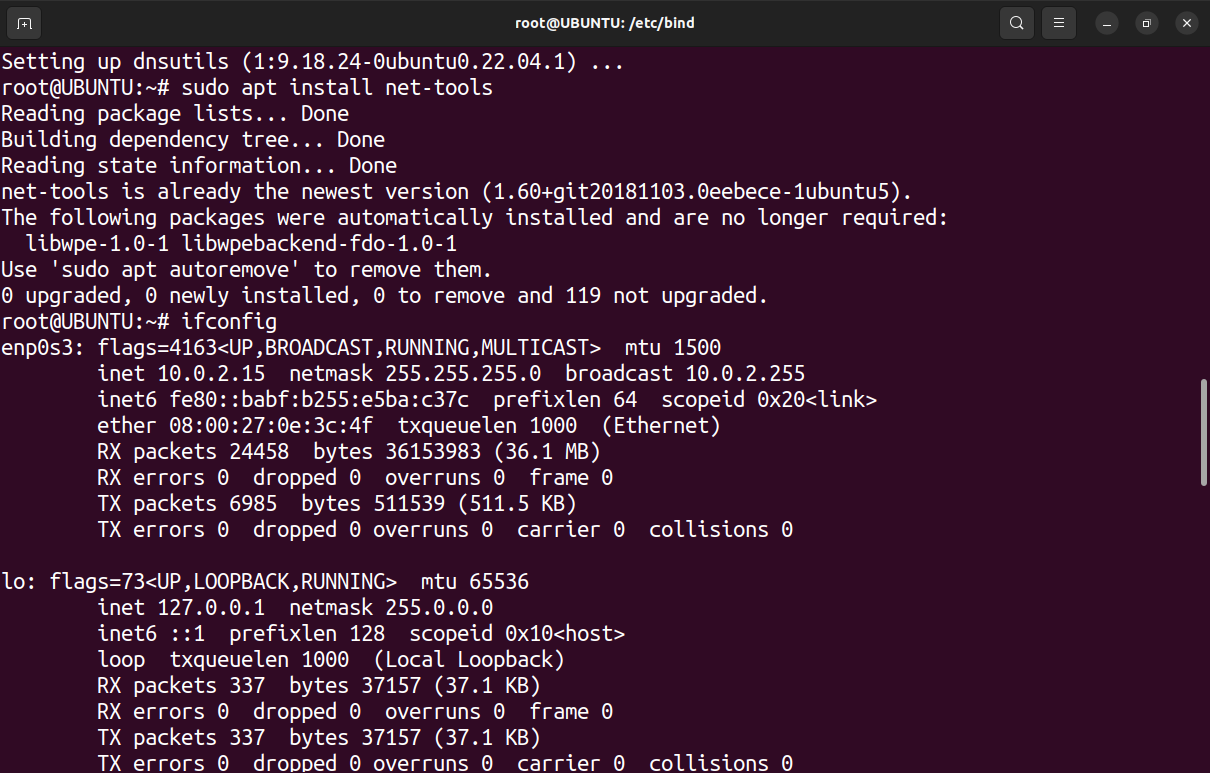 root@UBUNTU: /etc/bind
Setting up dnsutils (1:9.18.24-0ubuntu0.22.04.1) ...
root@UBUNTU:~# sudo apt install net-tools
Reading package lists... Done
Building dependency tree... Done
Reading state information... Done
net-tools is already the newest version (1.60+git20181103.0eebece-1ubuntu5).
The following packages were automatically installed and are no longer required:
  libwpe-1.0-1 libwpebackend-fdo-1.0-1
Use 'sudo apt autoremove' to remove them.
0 upgraded, 0 newly installed, 0 to remove and 119 not upgraded.
root@UBUNTU:~# ifconfig
enp0s3: flags=4163<UP,BROADCAST,RUNNING,MULTICAST>  mtu 1500
        inet 10.0.2.15  netmask 255.255.255.0  broadcast 10.0.2.255
        inet6 fe80::babf:b255:e5ba:c37c  prefixlen 64  scopeid 0x20<link>
        ether 08:00:27:0e:3c:4f  txqueuelen 1000  (Ethernet)
        RX packets 24458  bytes 36153983 (36.1 MB)
        RX errors 0  dropped 0  overruns 0  frame 0
        TX packets 6985  bytes 511539 (511.5 KB)
        TX errors 0  dropped 0 overruns 0  carrier 0  collisions 0

lo: flags=73<UP,LOOPBACK,RUNNING>  mtu 65536
        inet 127.0.0.1  netmask 255.0.0.0
        inet6 ::1  prefixlen 128  scopeid 0x10<host>
        loop  txqueuelen 1000  (Local Loopback)
        RX packets 337  bytes 37157 (37.1 KB)
        RX errors 0  dropped 0  overruns 0  frame 0
        TX packets 337  bytes 37157 (37.1 KB)
        TX errors 0  dropped 0 overruns 0  carrier 0  collisions 0